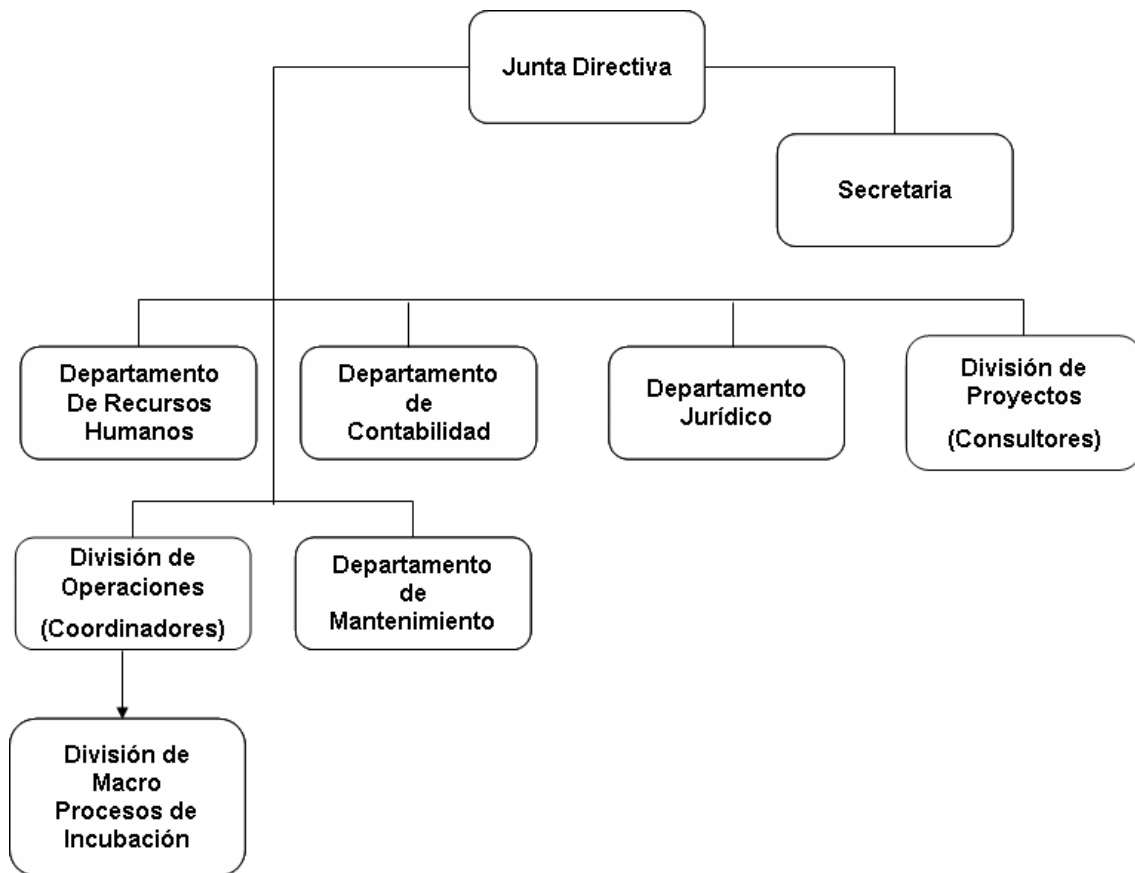 Junta Directiva
Secretaria
Departamento
De Recursos
Humanos
Departamento
de
Contabilidad
Departamento
Jurídico
División de
Proyectos
(Consultores)
División de
Operaciones
(Coordinadores)
Departamento
de
Mantenimiento
División de
Macro
Procesos de
Incubación